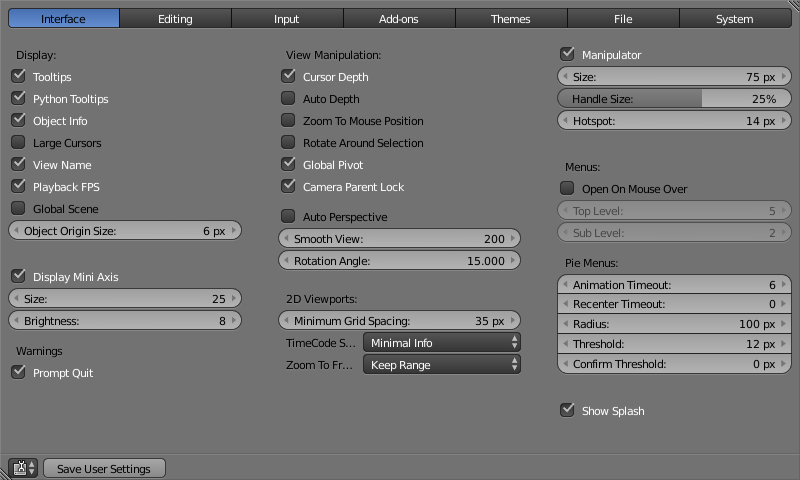 Interface Editing Input Add-ons Themes File System
Display:
Tooltips
Python Tooltips
Object Info
Large Cursors
View Name
Playback FPS
Global Scene
Object Origin Size: 6 px
Display Mini Axis
Size: 25
Brightness: 8
Warnings
Prompt Quit
View Manipulation:
Cursor Depth
Auto Depth
Zoom To Mouse Position
Rotate Around Selection
Global Pivot
Camera Parent Lock
Auto Perspective
Smooth View: 200
Rotation Angle: 15.000
2D Viewports:
Minimum Grid Spacing: 35 px
TimeCode S... Minimal Info
Zoom To Fr... Keep Range
Manipulator
Size: 75 px
Handle Size: 25%
Hotspot: 14 px
Menus:
Open On Mouse Over
Top Level: 5
Sub Level: 2
Pie Menus:
Animation Timeout: 6
Recenter Timeout: 0
Radius: 100 px
Threshold: 12 px
Confirm Threshold: 0 px
Show Splash
Save User Settings